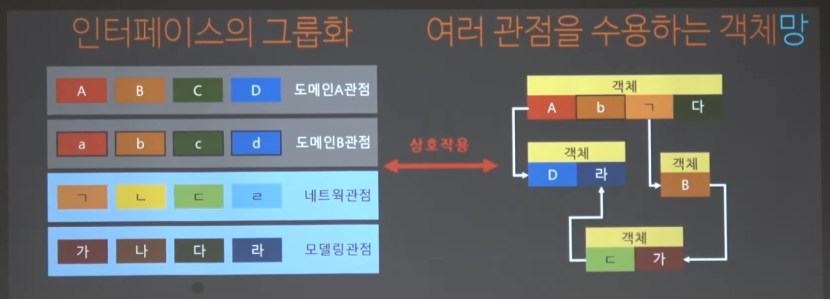 인터페이스의 그룹화
A B C D 도메인A관점
a b c d 도메인B관점
ㄱ ㄴ ㄷ ㄹ 네트웍관점
가 나 다 라 모델링관점
상호작용
여러 관점을 수용하는 객체망
객체
A b ㄱ 다
객체
D 라
객체
B
객체
ㄷ 가